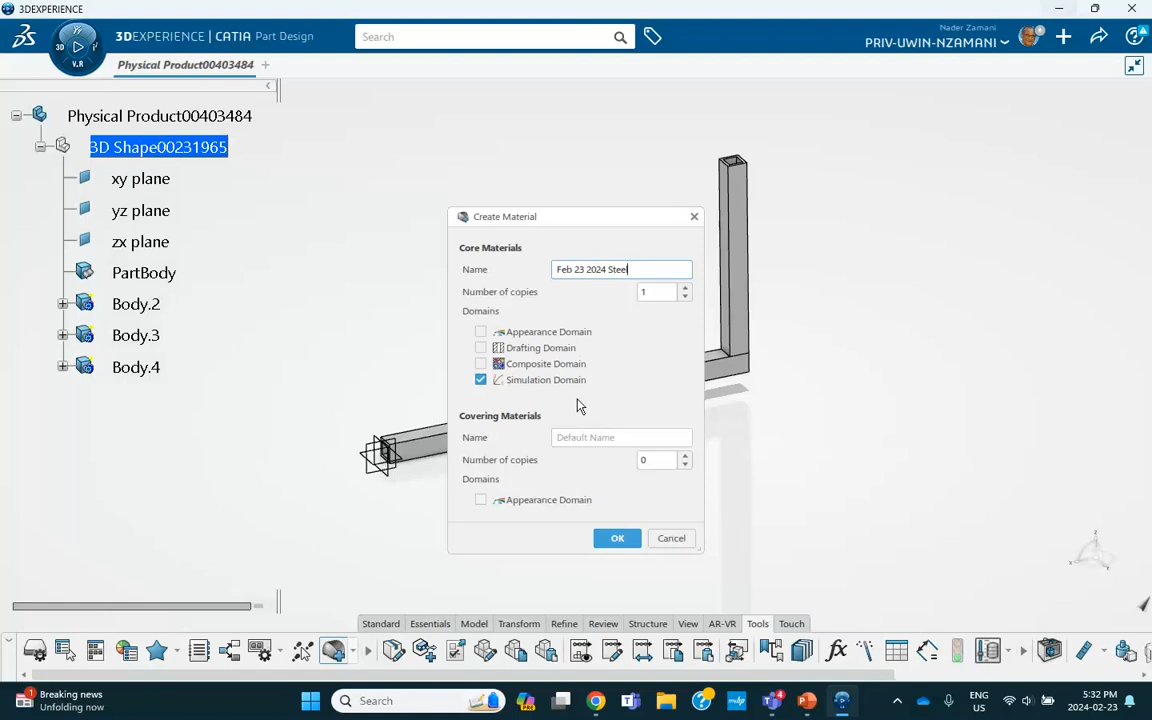 3DEXPERIENCE
3DEXPERIENCE | CATIA Part Design
Search
Nader Zamani
PRIV-UWIN-NZAMANI
3D
V.R
Physical Product00403484
Physical Product00403484
3D Shape00231965
xy plane
yz plane
zx plane
PartBody
Body.2
Body.3
Body.4
Create Material
Core Materials
Name
Feb 23 2024 Steel
Number of copies
1
Domains
Appearance Domain
Drafting Domain
Composite Domain
Simulation Domain
Covering Materials
Name
Default Name
Number of copies
0
Domains
Appearance Domain
OK
Cancel
Standard
Essentials
Model
Transform
Refine
Review
Structure
View
AR-VR
Tools
Touch
Breaking news
Unfolding now
1
Search
4
ENG
US
5:32 PM
2024-02-23